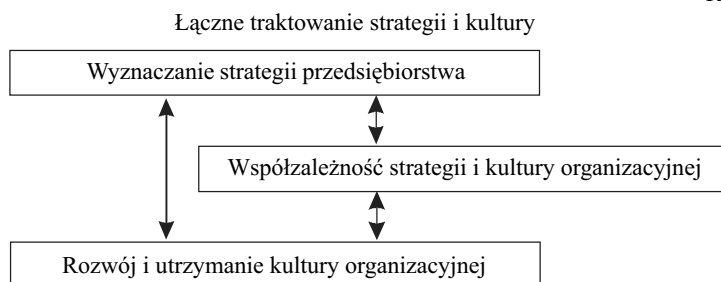 Łączne traktowanie strategii i kultury
Wyznaczanie strategii przedsiębiorstwa
Współzależność strategii i kultury organizacyjnej
Rozwój i utrzymanie kultury organizacyjnej